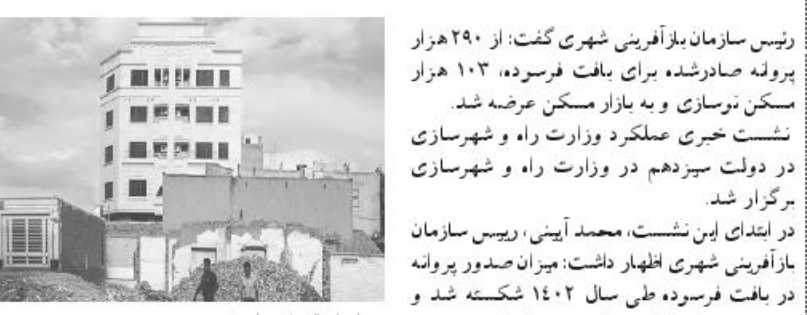 رئیس سازمان بازآفرینی شهری گفت: از ۲۹۰ هزار
پروانه صادرشده برای بافت فرسوده، ۱۰۳ هزار
مسکن نوسازی و به بازار مسکن عرضه شد.
نشست خبری عملکرد وزارت راه و شهرسازی
در دولت سیزدهم در وزارت راه و شهرسازی
برگزار شد.
در ابتدای این نشست، محمد آیینی، رییس سازمان
بازآفرینی شهری اظهار داشت: میزان صدور پروانه
در بافت فرسوده طی سال ۱٤۰۲ شکسته شد و